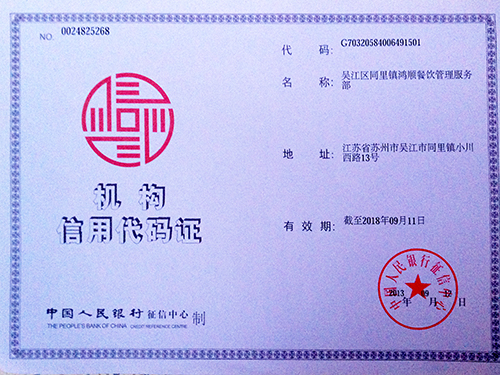 NO. 0024825268
代 码: G70320584006491501
名 称: 吴江区同里镇鸿顺餐饮管理服务
部
地 址: 江苏省苏州市吴江市同里镇小川
西路13号
机 构
信用代码证
有 效 期: 截至2018年09月11日
中国人民银行征信中心
2013 09
年 月 日
中国人民银行 征信中心 制
THE PEOPLE'S BANK OF CHINA CREDIT REFERENCE CENTRE